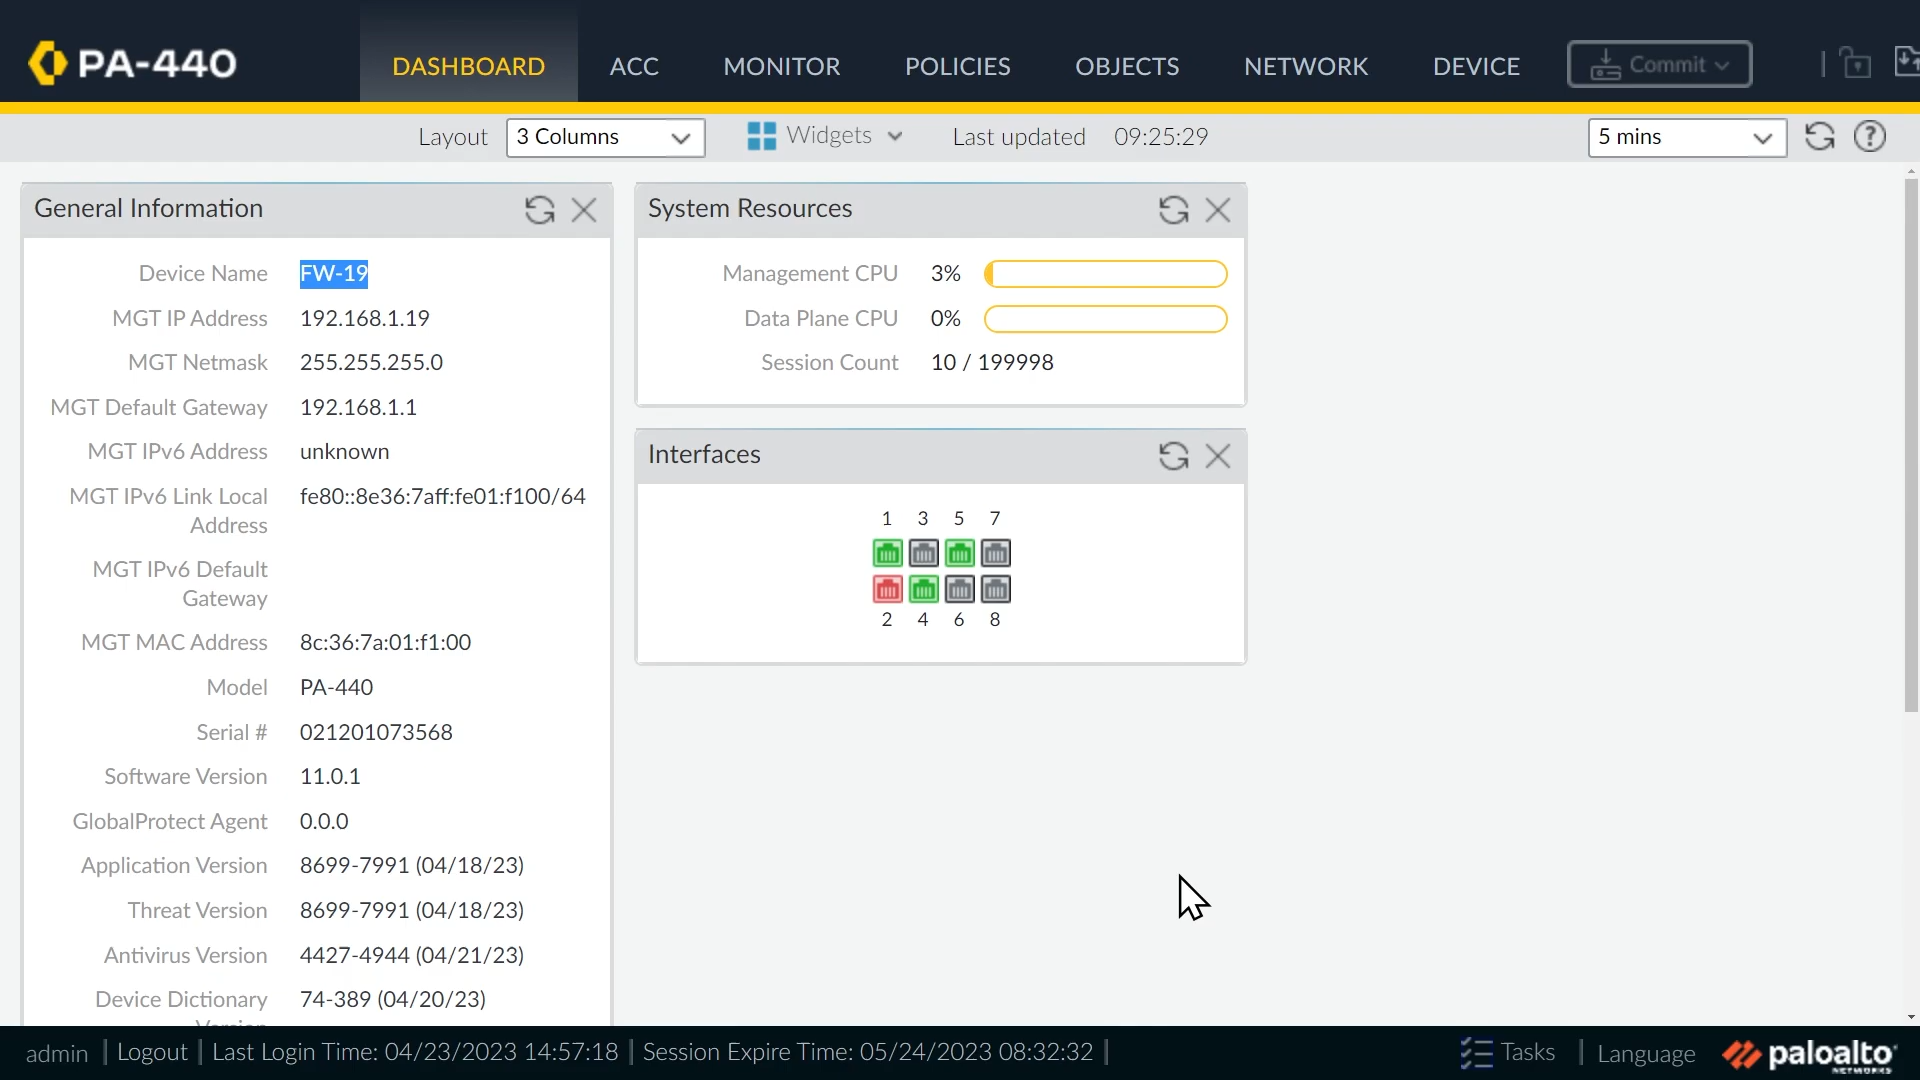 PA-440
DASHBOARD ACC MONITOR POLICIES OBJECTS NETWORK DEVICE Commit
Layout 3 Columns Widgets Last updated 09:25:29 5 mins
General Information
Device Name FW-19
MGT IP Address 192.168.1.19
MGT Netmask 255.255.255.0
MGT Default Gateway 192.168.1.1
MGT IPv6 Address unknown
MGT IPv6 Link Local fe80::8e36:7aff:fe01:f100/64
Address
MGT IPv6 Default
Gateway
MGT MAC Address 8c:36:7a:01:f1:00
Model PA-440
Serial # 021201073568
Software Version 11.0.1
GlobalProtect Agent 0.0.0
Application Version 8699-7991 (04/18/23)
Threat Version 8699-7991 (04/18/23)
Antivirus Version 4427-4944 (04/21/23)
Device Dictionary 74-389 (04/20/23)
Version
System Resources
Management CPU 3%
Data Plane CPU 0%
Session Count 10 / 199998
Interfaces
1 3 5 7
2 4 6 8
admin | Logout | Last Login Time: 04/23/2023 14:57:18 | Session Expire Time: 05/24/2023 08:32:32 |
Tasks | Language paloalto
NETWORKS